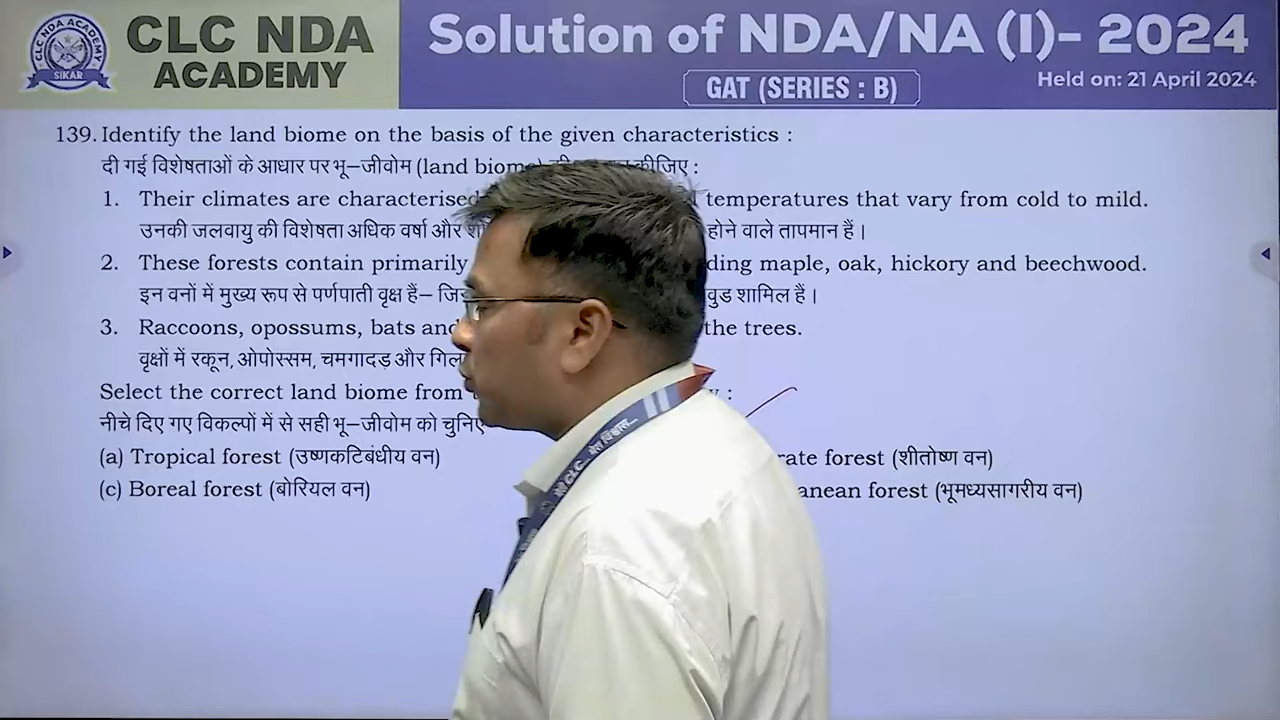 CLC NDA ACADEMY
SIKAR
CLC NDA
ACADEMY
Solution of NDA/NA (I)- 2024
GAT (SERIES : B)
Held on: 21 April 2024
139. Identify the land biome on the basis of the given characteristics :
दी गई विशेषताओं के आधार पर भू–जीवोम (land biome) कीजिए :
1. Their climates are characterised temperatures that vary from cold to mild.
उनकी जलवायु की विशेषता अधिक वर्षा और होने वाले तापमान हैं।
2. These forests contain primarily maple, oak, hickory and beechwood.
इन वनों में मुख्य रूप से पर्णपाती वृक्ष हैं– शामिल हैं।
3. Raccoons, opossums, bats and the trees.
वृक्षों में रकून, ओपोस्सम, चमगादड़ और
Select the correct land biome from :
नीचे दिए गए विकल्पों में से सही भू–जीवोम को चुनिए
(a) Tropical forest (उष्णकटिबंधीय वन) forest (शीतोष्ण वन)
(c) Boreal forest (बोरियल वन) forest (भूमध्यसागरीय वन)
मेरा CLC मेरा विश्वास...